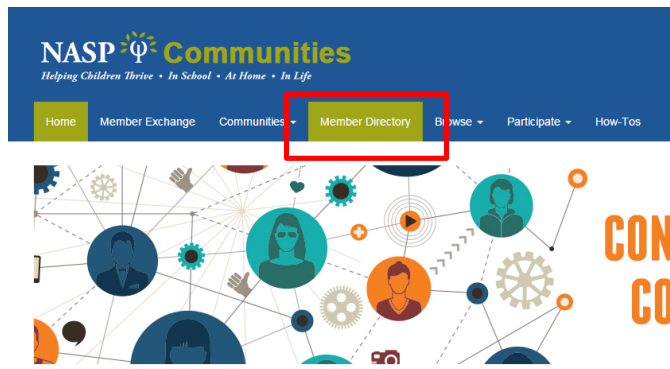 NASP Communities
Helping Children Thrive • In School • At Home • In Life
Home Member Exchange Communities Member Directory Browse Participate How-Tos
CON
CO